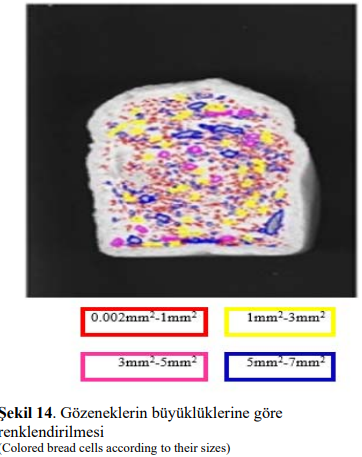 0.002mm²-1mm²
1mm²-3mm²
3mm²-5mm²
5mm²-7mm²
Şekil 14. Gözeneklerin büyüklüklerine göre
renklendirilmesi
(Colored bread cells according to their sizes)